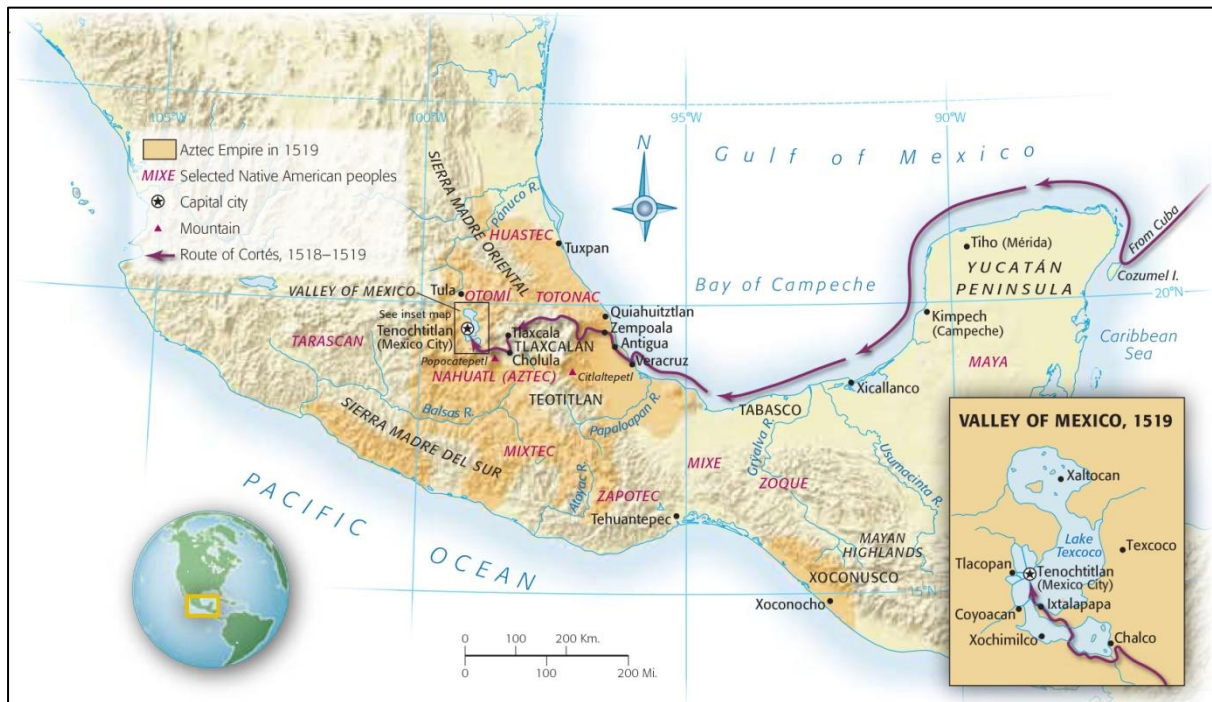 105°W
100°W
95°W
90°W
Aztec Empire in 1519
MIXE Selected Native American peoples
Capital city
Mountain
Route of Cortés, 1518–1519
N
Gulf of Mexico
SIERRA MADRE ORIENTAL
Pánuco R.
HUASTEC
Tuxpan
Bay of Campeche
Tiho (Mérida)
YUCATÁN
PENINSULA
From Cuba
Cozumel I.
20°N
Kimpech
(Campeche)
Caribbean
Sea
MAYA
Tula
OTOMÍ
TOTONAC
VALLEY OF MEXICO
See inset map
Tenochtitlan
(Mexico City)
Quiahuitztlan
Zempoala
Antigua
Veracruz
Tlaxcala
TLAXCALAN
Cholula
TARASCAN
Popocatepetl
Citlaltepetl
NAHUATL (AZTEC)
TEOTITLAN
Balsas R.
Papaloapan R.
SIERRA MADRE DEL SUR
MIXTEC
Atoyac R.
ZAPOTEC
Tehuantepec
MIXE
TABASCO
Xicallanco
Gryalva R.
Usumacinta R.
ZOQUE
MAYAN
HIGHLANDS
XOCONUSCO
Xoconocho
15°N
PACIFIC OCEAN
0 100 200 Km.
0 100 200 Mi.
VALLEY OF MEXICO, 1519
Xaltocan
Lake
Texcoco
Texcoco
Tlacopan
Tenochtitlan
(Mexico City)
Coyoacan
Ixtalapapa
Xochimilco
Chalco